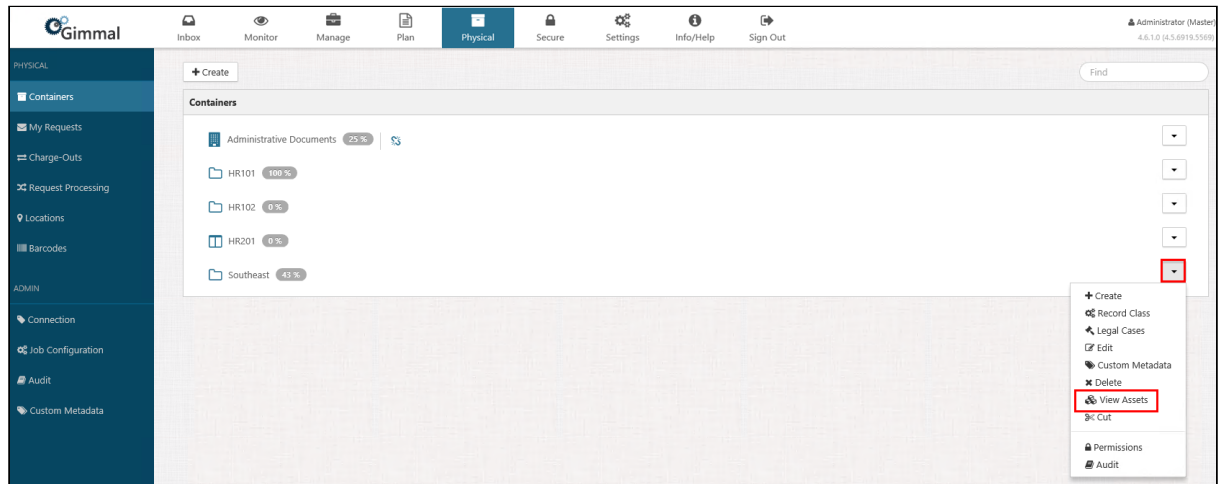 Gimmal
Inbox Monitor Manage Plan Physical Secure Settings Info/Help Sign Out
Administrator (Master)
4.6.1.0 (4.5.6919.5569)
PHYSICAL
Containers
My Requests
Charge-Outs
Request Processing
Locations
Barcodes
ADMIN
Connection
Job Configuration
Audit
Custom Metadata
+ Create
Find
Containers
Administrative Documents 25 %
HR101 100 %
HR102 0 %
HR201 0 %
Southeast 43 %
+ Create
Record Class
Legal Cases
Edit
Custom Metadata
Delete
View Assets
Cut
Permissions
Audit